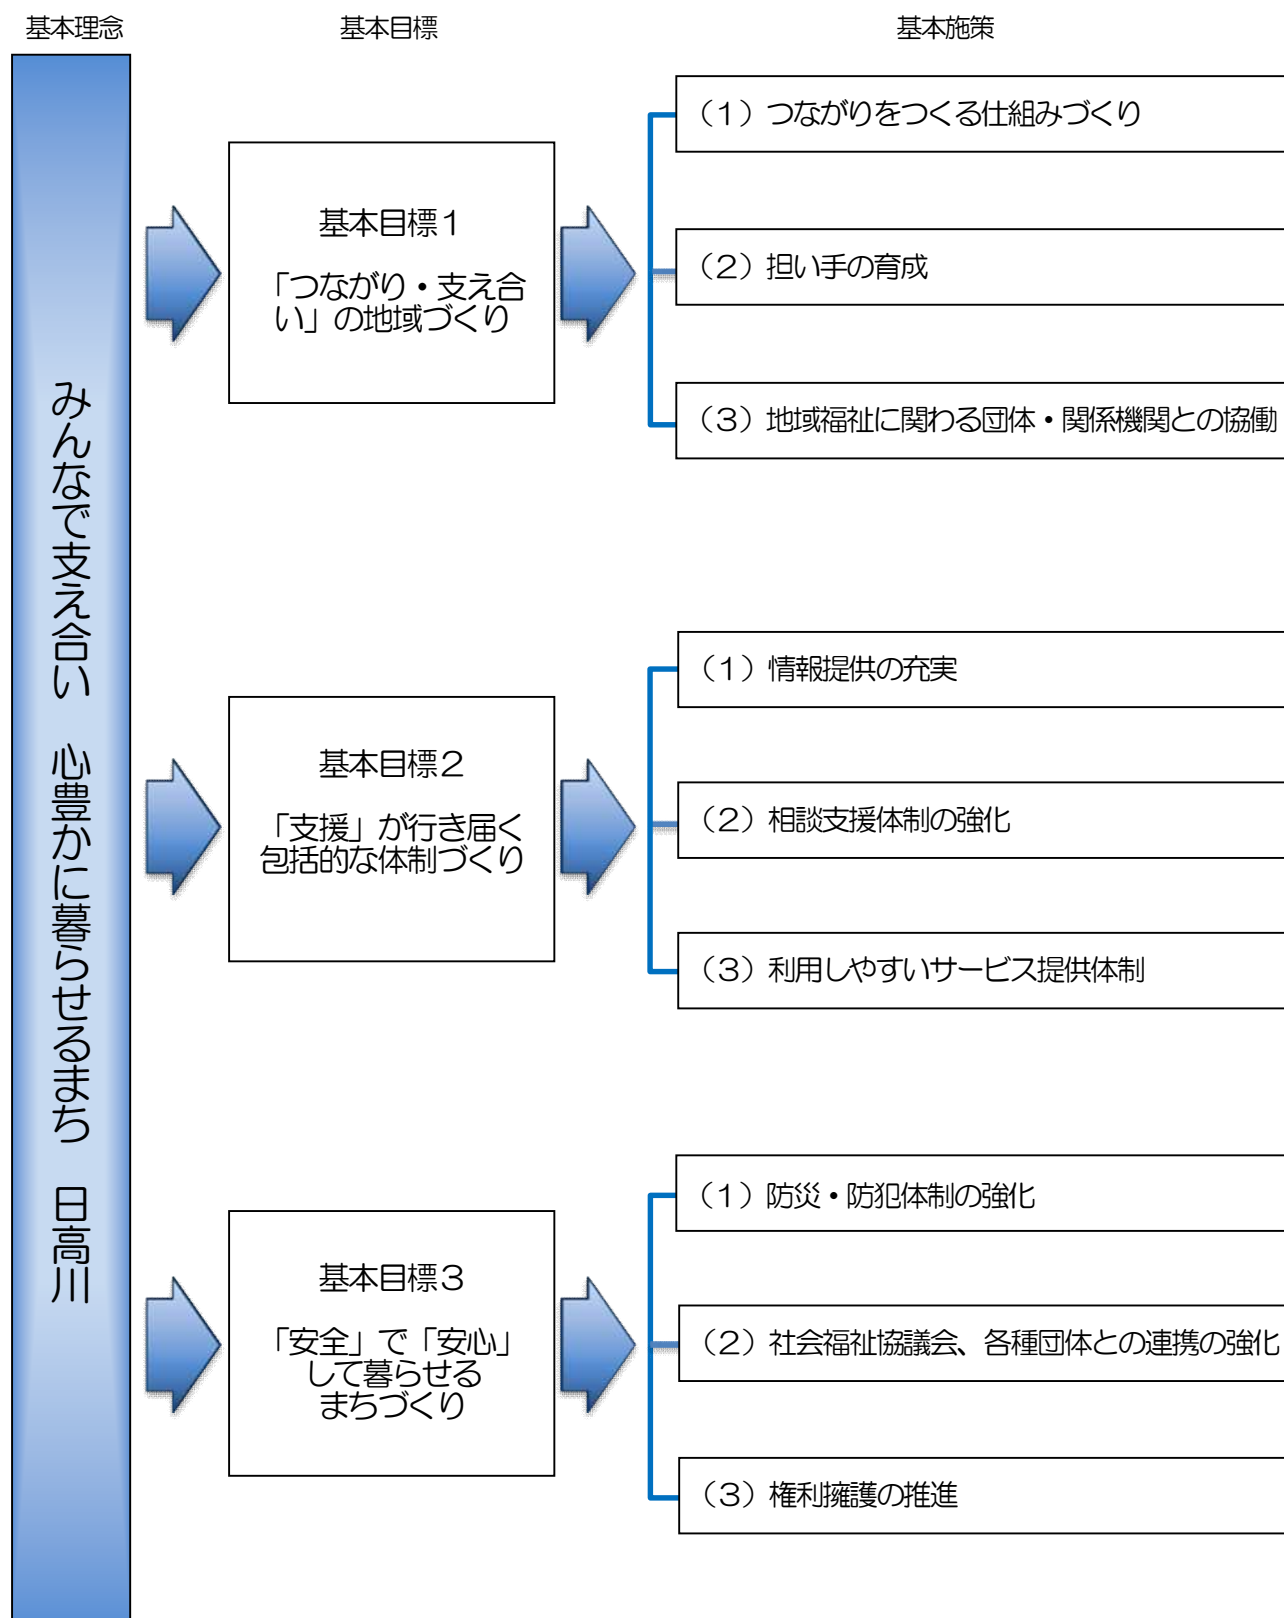 基本理念
基本目標
基本施策
みんなで支え合い　心豊かに暮らせるまち　日高川
基本目標１
「つながり・支え合
い」の地域づくり
（１）つながりをつくる仕組みづくり
（２）担い手の育成
（３）地域福祉に関わる団体・関係機関との協働
基本目標２
「支援」が行き届く
包括的な体制づくり
（１）情報提供の充実
（２）相談支援体制の強化
（３）利用しやすいサービス提供体制
基本目標３
「安全」で「安心」
して暮らせる
まちづくり
（１）防災・防犯体制の強化
（２）社会福祉協議会、各種団体との連携の強化
（３）権利擁護の推進